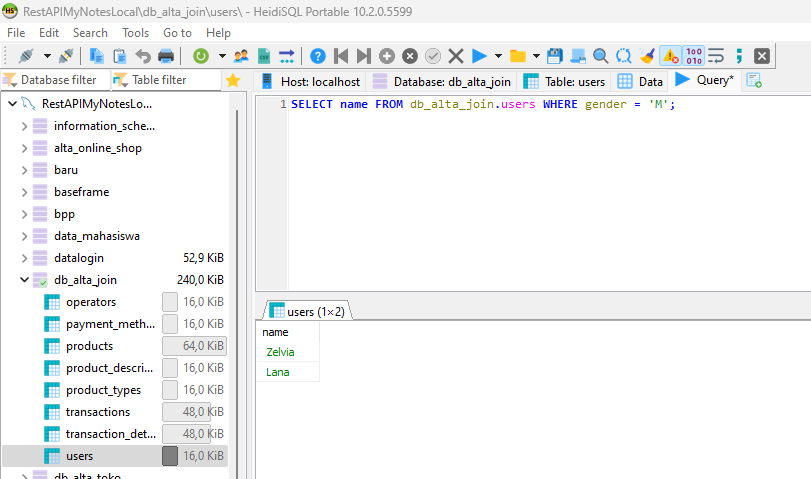 RestAPIMyNotesLocal\db_alta_join\users\ - HeidiSQL Portable 10.2.0.5599
File Edit Search Tools Go to Help
Database filter Table filter
Host: localhost Database: db_alta_join Table: users Data Query*
RestAPIMyNotesLo...
information_sche...
alta_online_shop
baru
baseframe
bpp
data_mahasiswa
datalogin 52,9 KiB
db_alta_join 240,0 KiB
operators 16,0 KiB
payment_meth... 16,0 KiB
products 64,0 KiB
product_descri... 16,0 KiB
product_types 16,0 KiB
transactions 48,0 KiB
transaction_det... 48,0 KiB
users 16,0 KiB
db_alta_toko
1 SELECT name FROM db_alta_join.users WHERE gender = 'M';
users (1×2)
name
Zelvia
Lana